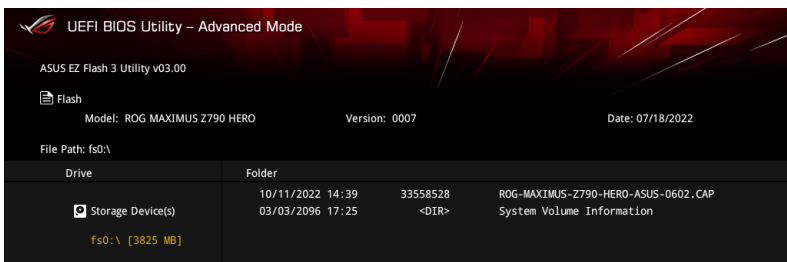 UEFI BIOS Utility – Advanced Mode
ASUS EZ Flash 3 Utility v03.00
Flash
Model: ROG MAXIMUS Z790 HERO Version: 0007 Date: 07/18/2022
File Path: fs0:\
Drive Folder
10/11/2022 14:39 33558528 ROG-MAXIMUS-Z790-HERO-ASUS-0602.CAP
Storage Device(s) 03/03/2096 17:25 <DIR> System Volume Information
fs0:\ [3825 MB]